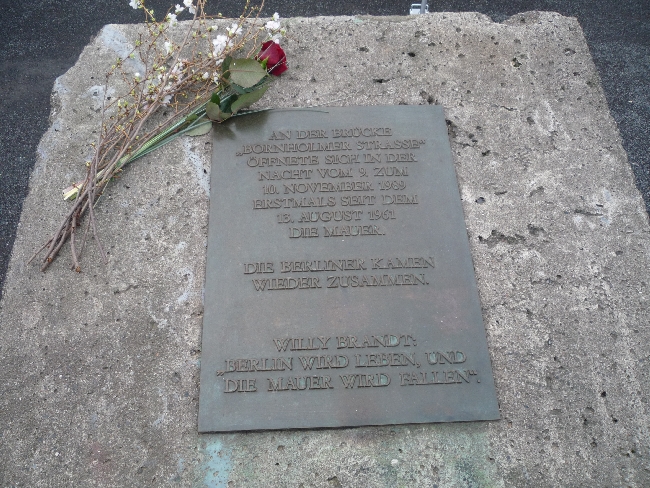 AN DER BRÜCKE
„BORNHOLMER STRASSE“
ÖFFNETE SICH IN DER
NACHT VOM 9. ZUM
10. NOVEMBER 1989
ERSTMALS SEIT DEM
13. AUGUST 1961
DIE MAUER.
DIE BERLINER KAMEN
WIEDER ZUSAMMEN.
WILLY BRANDT:
„BERLIN WIRD LEBEN, UND
DIE MAUER WIRD FALLEN“.